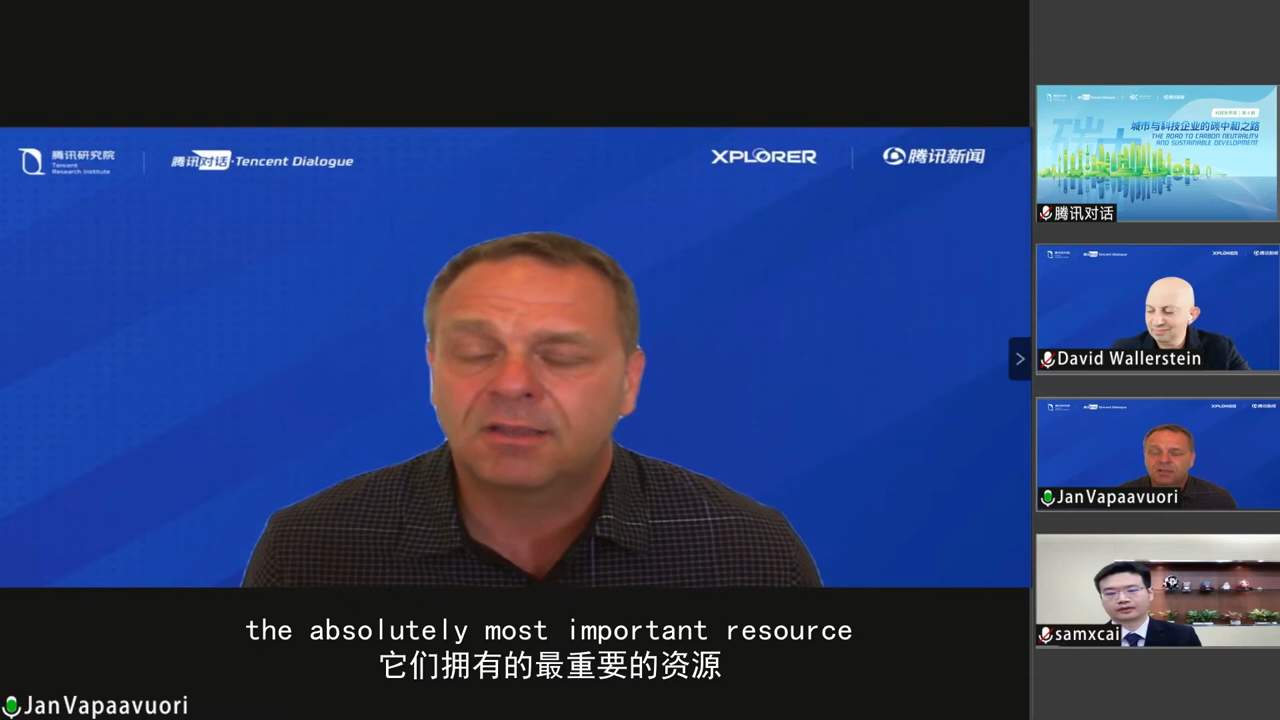 腾讯研究院
Tencent
Research Institute
腾讯对话·Tencent Dialogue
XPLORER
腾讯新闻
the absolutely most important resource
它们拥有的最重要的资源
JanVapaavuori
城市与科技企业的碳中和之路
THE ROAD TO CARBON NEUTRALITY
AND SUSTAINABLE DEVELOPMENT
腾讯对话
XPLORER
David Wallerstein
XPLORER
JanVapaavuori
samxcai